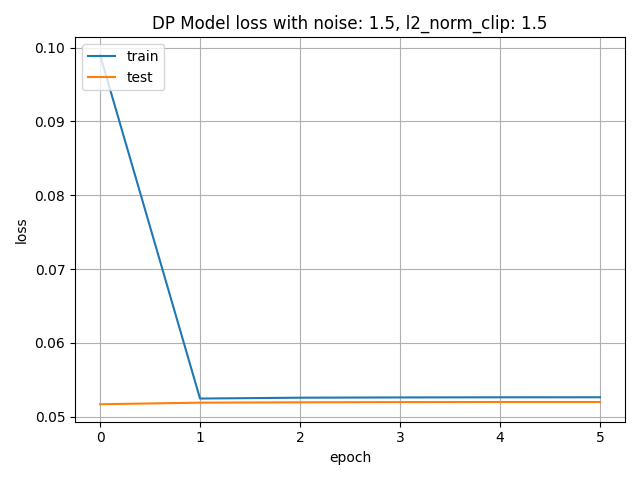 DP Model loss with noise: 1.5, l2_norm_clip: 1.5
train
test
0.10
0.09
0.08
0.07
0.06
0.05
loss
0 1 2 3 4 5
epoch